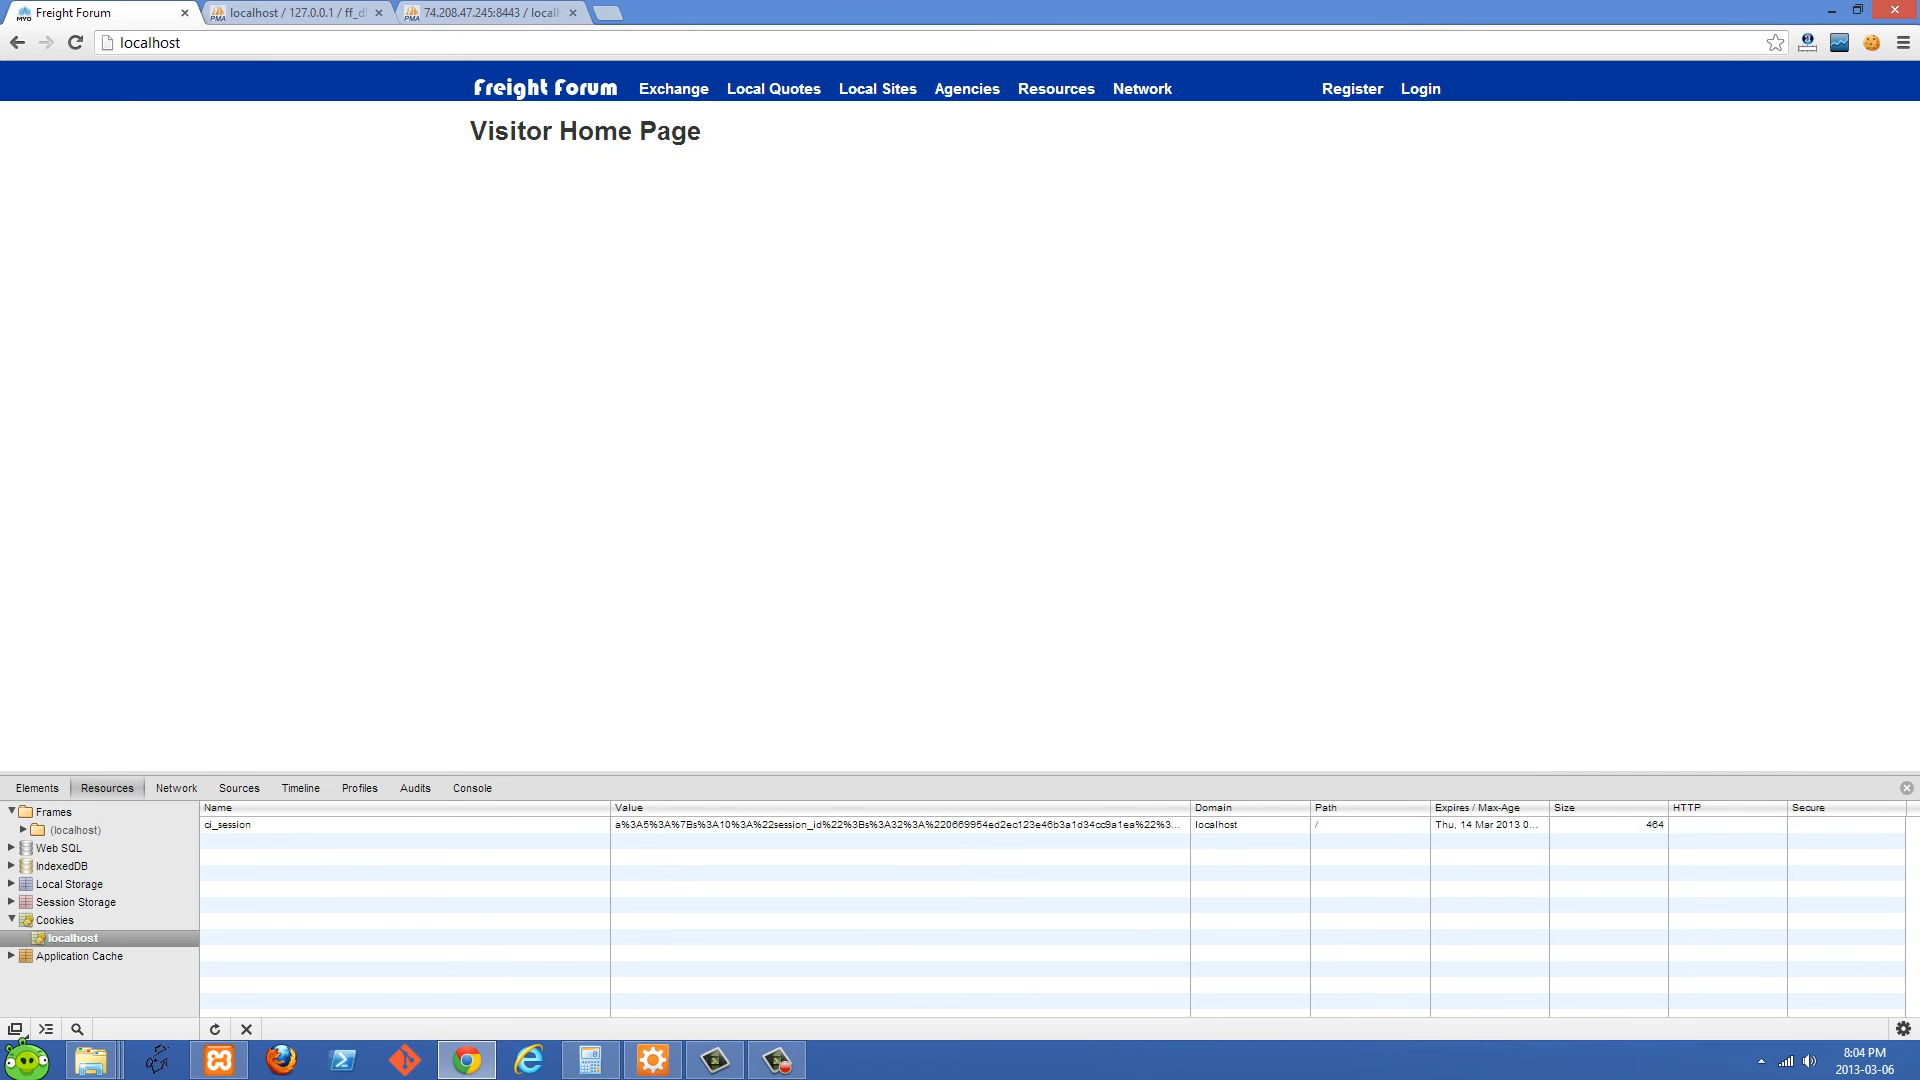 Freight Forum
localhost / 127.0.0.1 / ff_d
74.208.47.245:8443 / local
localhost
Freight Forum Exchange Local Quotes Local Sites Agencies Resources Network Register Login
Visitor Home Page
Elements Resources Network Sources Timeline Profiles Audits Console
Frames
(localhost)
Web SQL
IndexedDB
Local Storage
Session Storage
Cookies
localhost
Application Cache
Name Value Domain Path Expires / Max-Age Size HTTP Secure
ci_session a%3A5%3A%7Bs%3A10%3A%22session_id%22%3Bs%3A32%3A%220669954ed2ec123e46b3a1d34cc9a1ea%22%3... localhost / Thu, 14 Mar 2013 0... 464
8:04 PM
2013-03-06